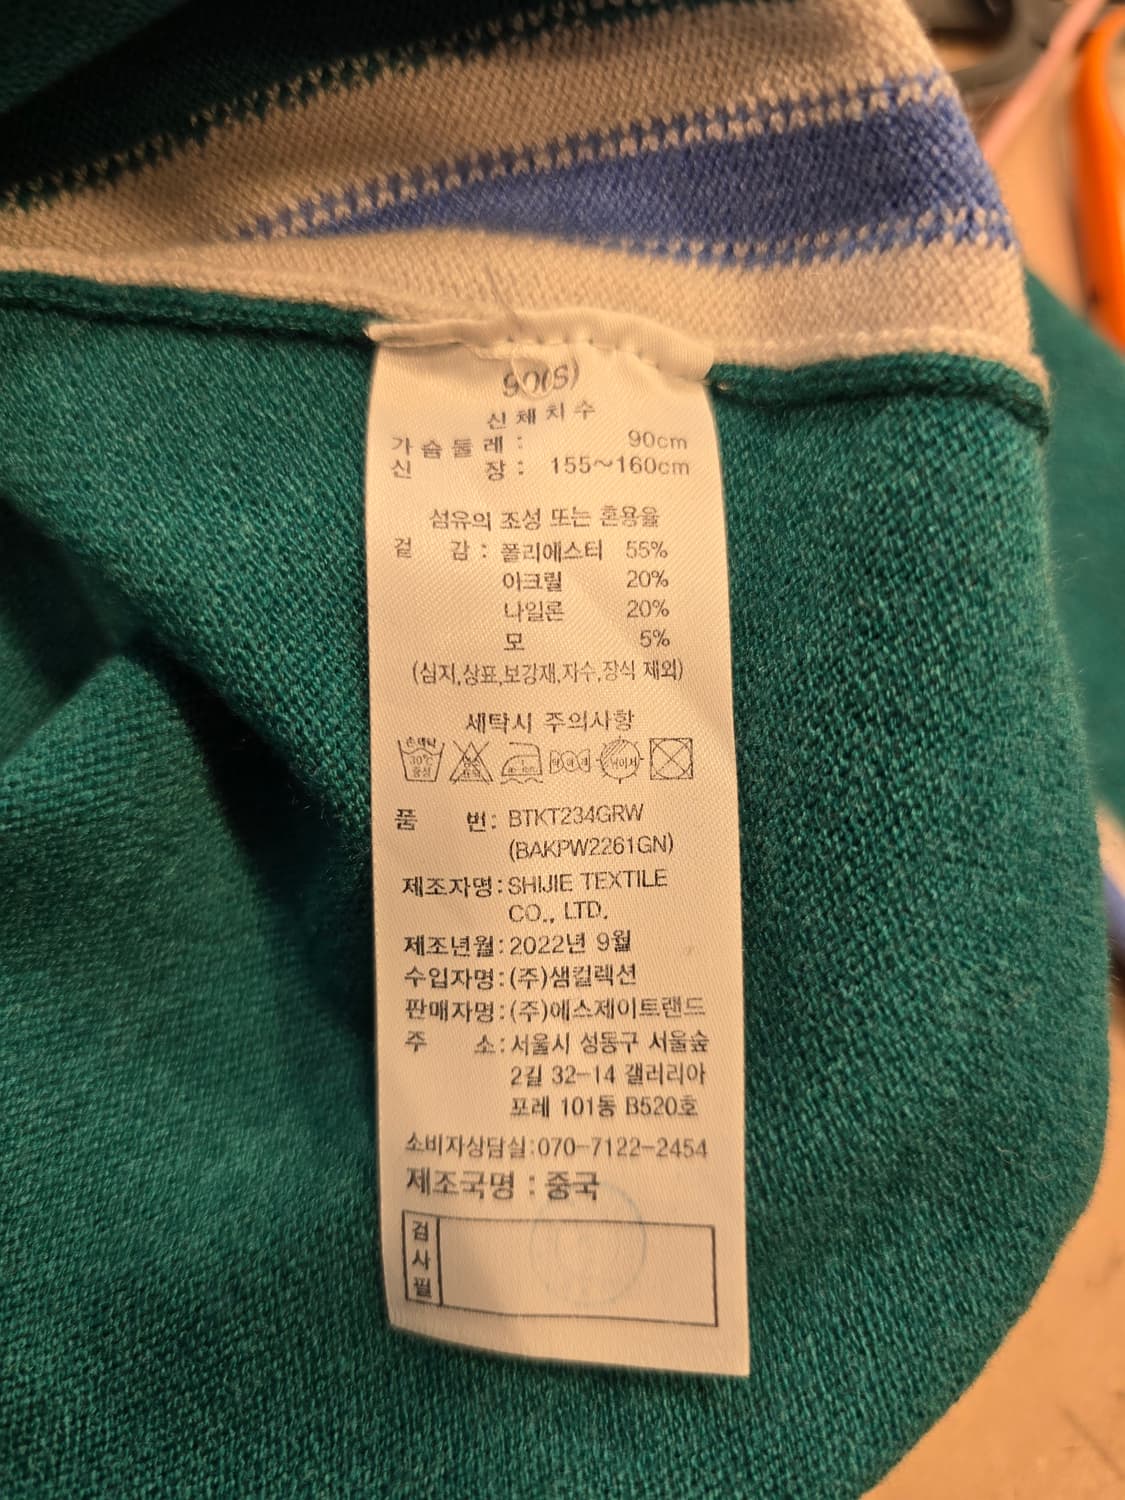 90(S)
신체치수
가슴둘레 : 90cm
신 장 : 155~160cm
섬유의 조성 또는 혼용율
겉 감 : 폴리에스터 55%
아크릴 20%
나일론 20%
모 5%
(심지,상표,보강재,자수,장식 제외)
세탁시 주의사항
손세탁 30℃ 중성
품 번: BTKT234GRW
(BAKPW2261GN)
제조자명:SHIJIE TEXTILE
CO., LTD.
제조년월:2022년 9월
수입자명:(주)샘컬렉션
판매자명:(주)에스제이트랜드
주 소:서울시 성동구 서울숲
2길 32-14 갤러리아
포레 101동 B520호
소비자상담실:070-7122-2454
제조국명 : 중국
검사필